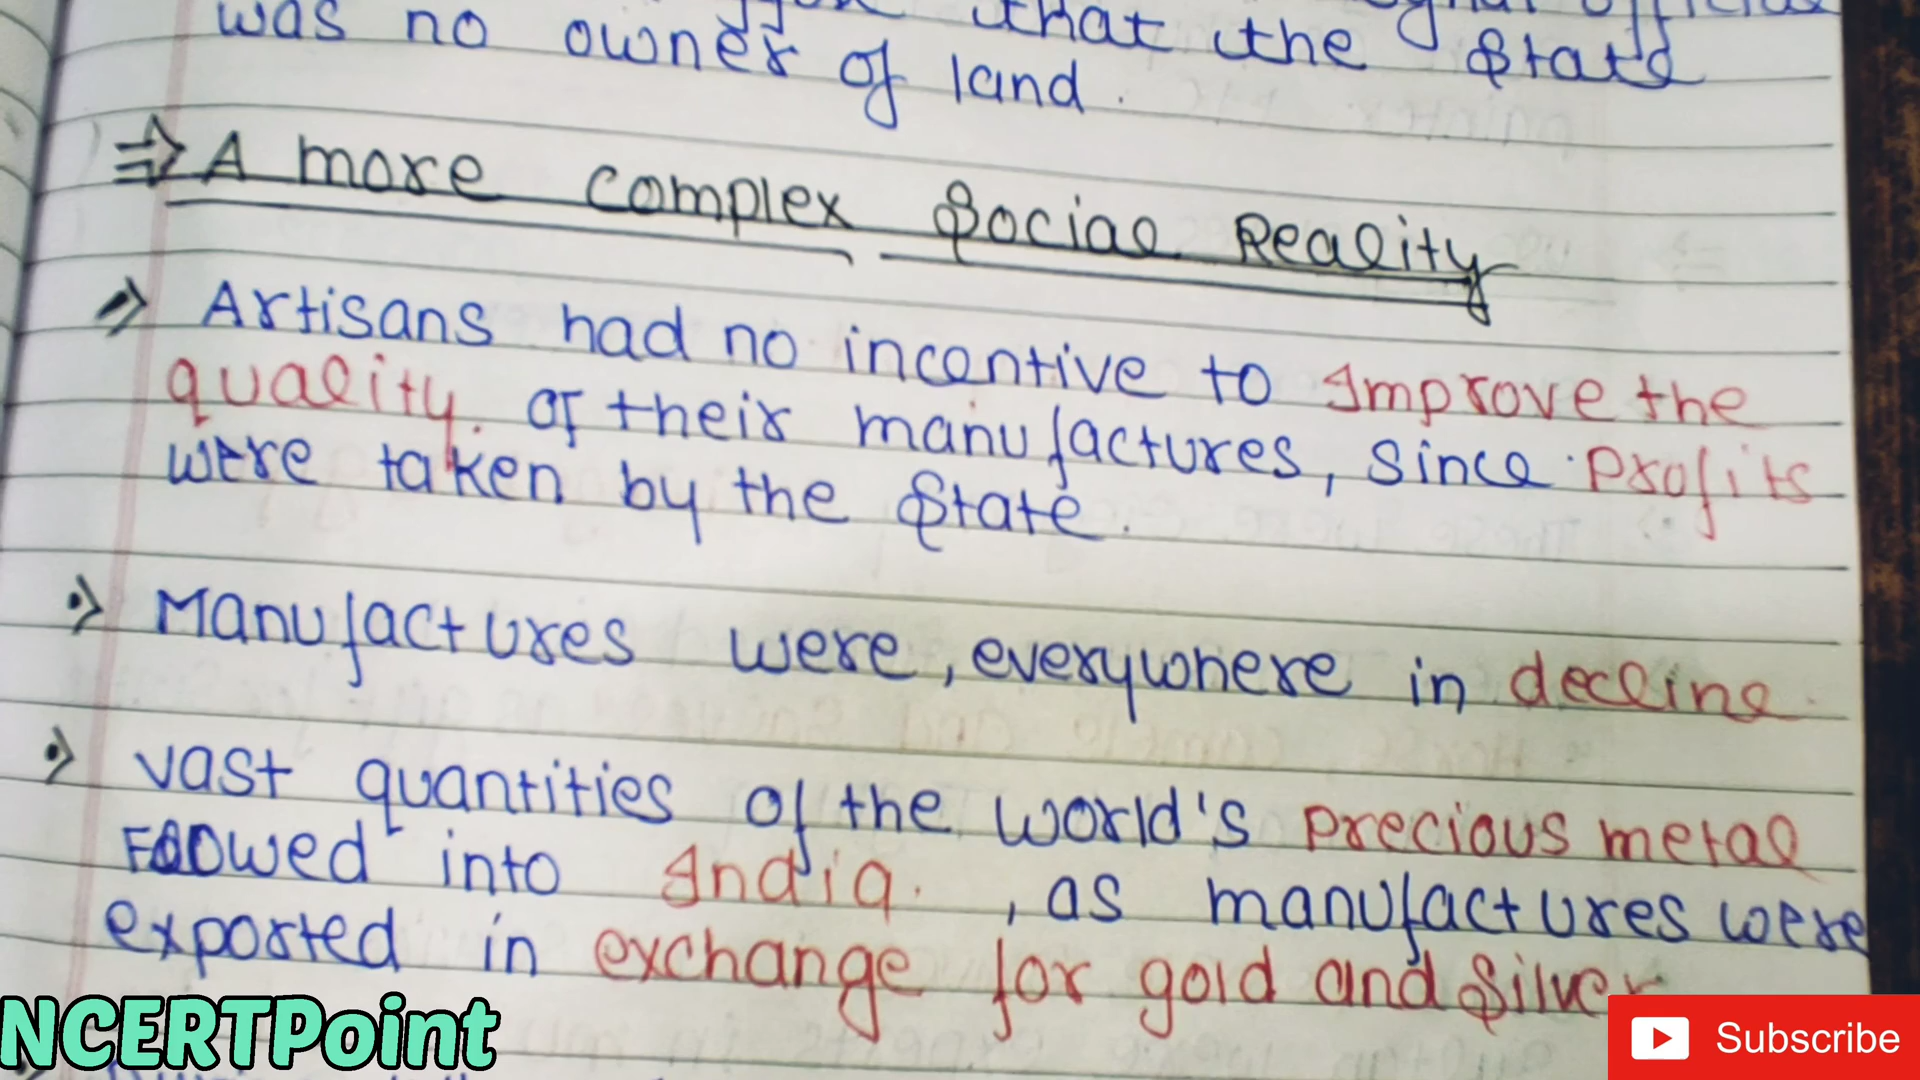 that the State
was no owner of land.
⇒ A more complex Social Reality
Artisans had no incentive to Improve the
quality. of their manufactures, since profits
were taken by the State.
Manufactures were, everywhere in decline.
Vast quantities of the world's precious metal
Flowed into India. , as manufactures were
exported in exchange for gold and Silver
NCERTPoint
Subscribe